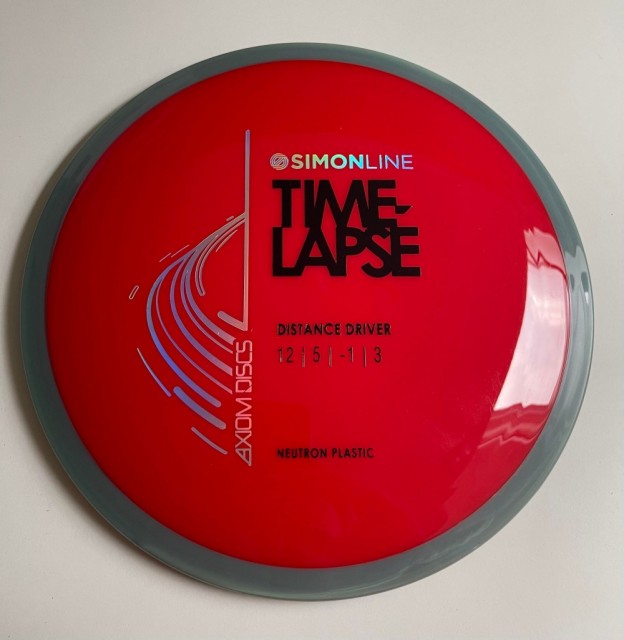 SIMONLINE
TIME-
LAPSE
DISTANCE DRIVER
12 | 5 | -1 | 3
AXIOM DISCS
NEUTRON PLASTIC